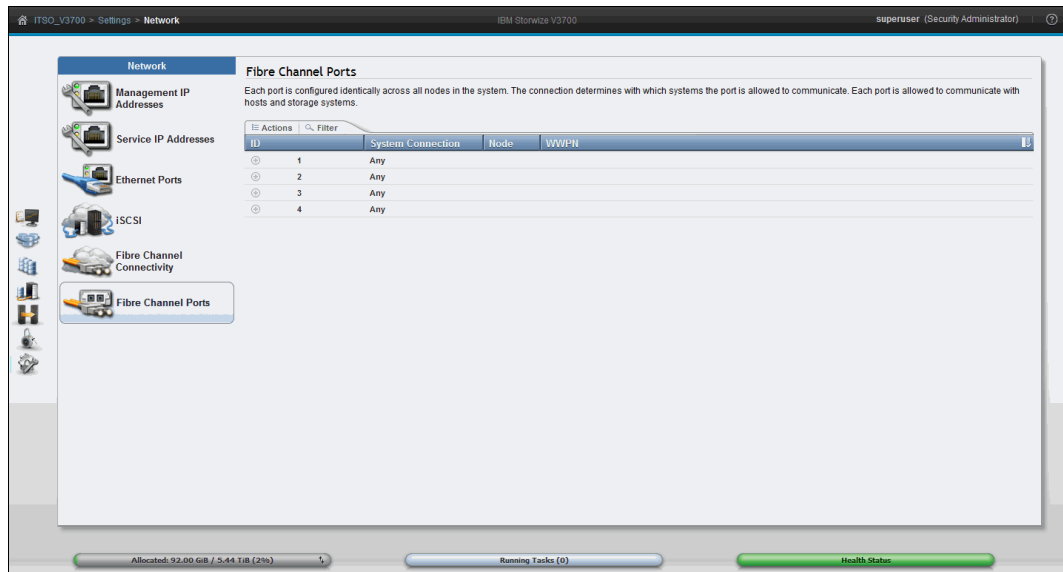 ITSO_V3700 > Settings > Network
IBM Storwize V3700
superuser (Security Administrator)
?
Network
Management IP
Addresses
Service IP Addresses
Ethernet Ports
iSCSI
Fibre Channel
Connectivity
Fibre Channel Ports
Fibre Channel Ports
Each port is configured identically across all nodes in the system. The connection determines with which systems the port is allowed to communicate. Each port is allowed to communicate with
hosts and storage systems.
Actions Filter
ID System Connection Node WWPN
1 Any
2 Any
3 Any
4 Any
Allocated: 92.00 GiB / 5.44 TiB (2%)
Running Tasks (0)
Health Status